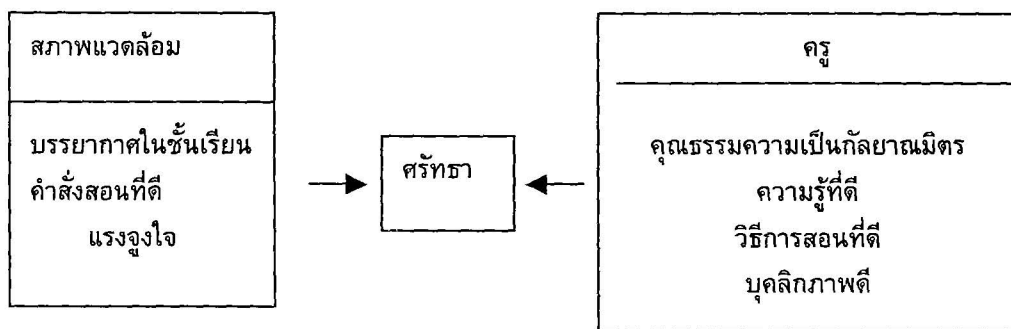 สภาพแวดล้อม
บรรยากาศในชั้นเรียน
คำสั่งสอนที่ดี
แรงจูงใจ
ศรัทธา
ครู
คุณธรรมความเป็นกัลยาณมิตร
ความรู้ที่ดี
วิธีการสอนที่ดี
บุคลิกภาพดี